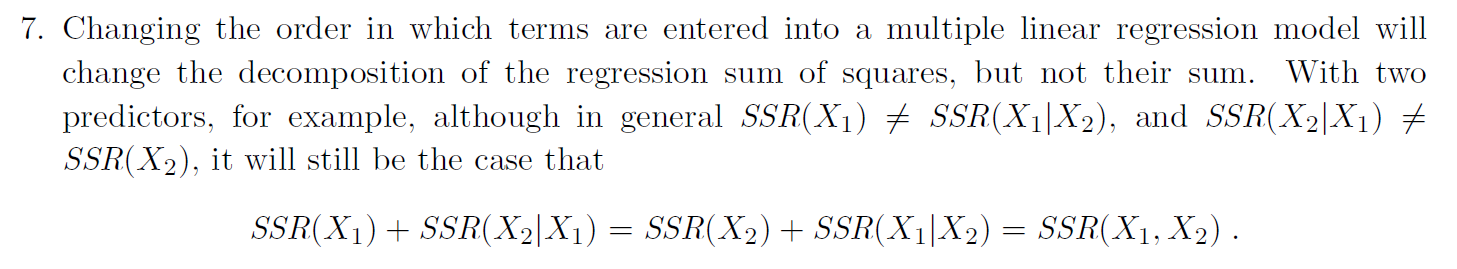 7. Changing the order in which terms are entered into a multiple linear regression model will
change the decomposition of the regression sum of squares, but not their sum. With two
predictors, for example, although in general SSR(X₁) ≠ SSR(X₁|X₂), and SSR(X₂|X₁) ≠
SSR(X₂), it will still be the case that
SSR(X₁) + SSR(X₂|X₁) = SSR(X₂) + SSR(X₁|X₂) = SSR(X₁, X₂) .